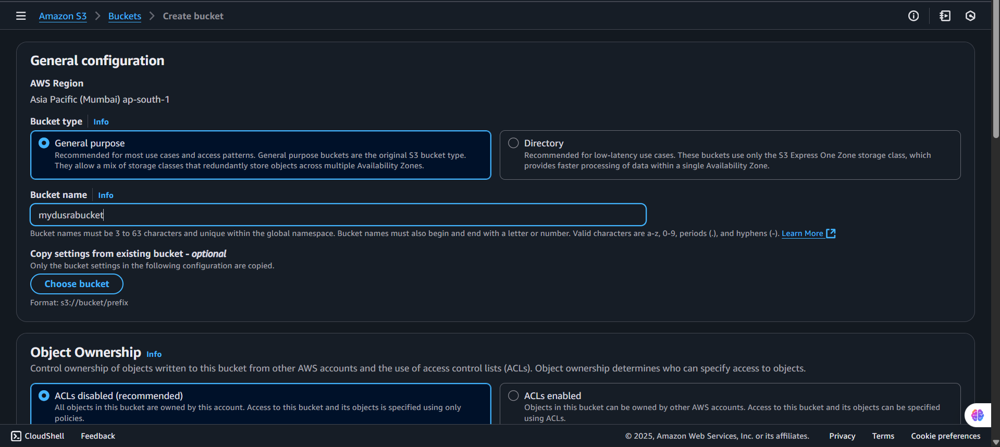 Amazon S3 > Buckets > Create bucket
General configuration
AWS Region
Asia Pacific (Mumbai) ap-south-1
Bucket type Info
General purpose
Recommended for most use cases and access patterns. General purpose buckets are the original S3 bucket type.
They allow a mix of storage classes that redundantly store objects across multiple Availability Zones.
Directory
Recommended for low-latency use cases. These buckets use only the S3 Express One Zone storage class, which
provides faster processing of data within a single Availability Zone.
Bucket name Info
mydusrabucket
Bucket names must be 3 to 63 characters and unique within the global namespace. Bucket names must also begin and end with a letter or number. Valid characters are a-z, 0-9, periods (.), and hyphens (-). Learn More
Copy settings from existing bucket - optional
Only the bucket settings in the following configuration are copied.
Choose bucket
Format: s3://bucket/prefix
Object Ownership Info
Control ownership of objects written to this bucket from other AWS accounts and the use of access control lists (ACLs). Object ownership determines who can specify access to objects.
ACLs disabled (recommended)
All objects in this bucket are owned by this account. Access to this bucket and its objects is specified using only
policies.
ACLs enabled
Objects in this bucket can be owned by other AWS accounts. Access to this bucket and its objects can be specified
using ACLs.
CloudShell Feedback © 2025, Amazon Web Services, Inc. or its affiliates. Privacy Terms Cookie preferences